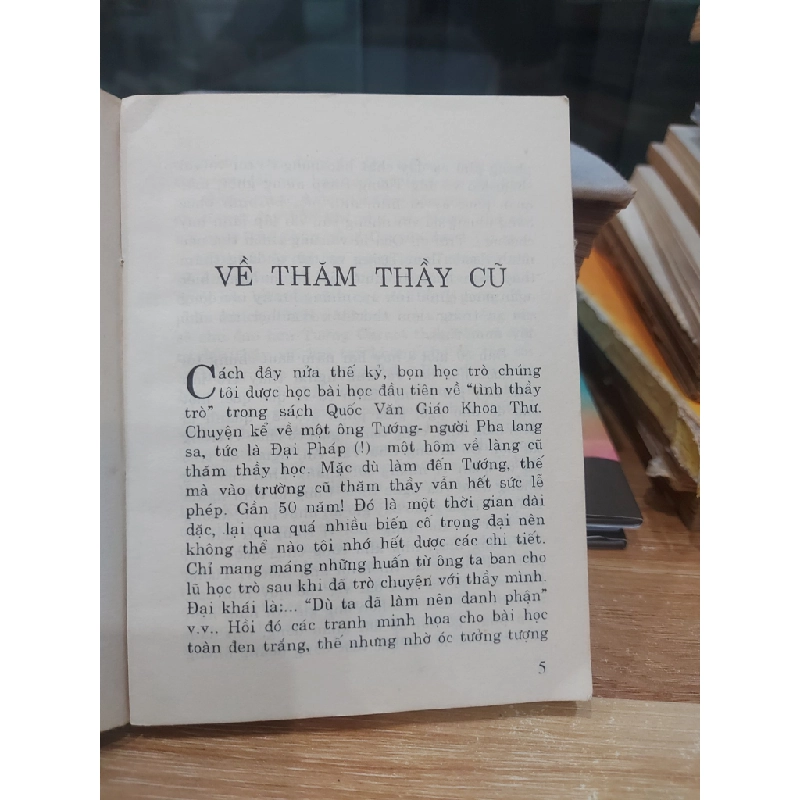 VỀ THĂM THẦY CŨ
Cách đây nửa thế kỷ, bọn học trò chúng
tôi được học bài học đầu tiên về “tình thầy
trò” trong sách Quốc Văn Giáo Khoa Thư.
Chuyện kể về một ông Tướng- người Pha lang
sa, tức là Đại Pháp (!) một hôm về làng cũ
thăm thầy học. Mặc dù làm đến Tướng, thế
mà vào trường cũ thăm thầy vẫn hết sức lễ
phép. Gần 50 năm! Đó là một thời gian dài
dặc, lại qua quá nhiều biến cố trọng đại nên
không thể nào tôi nhớ hết được các chi tiết.
Chỉ mang máng những huấn từ ông ta ban cho
lũ học trò sau khi đã trò chuyện với thầy mình.
Đại khái là:... “Dù ta đã làm nên danh phận”
v.v.. Hồi đó các tranh minh họa cho bài học
toàn đen trắng, thế nhưng nhờ óc tưởng tượng
5